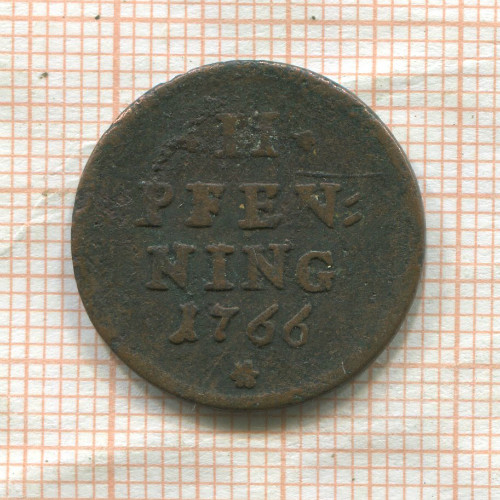 · II ·
PFEN⹀
NING
1766